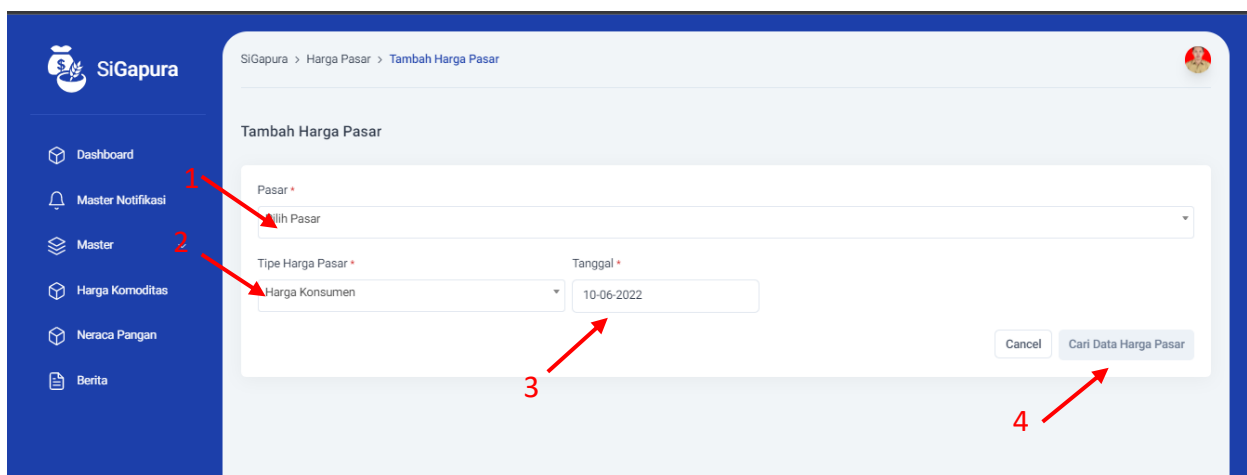 SiGapura
SiGapura > Harga Pasar > Tambah Harga Pasar
Tambah Harga Pasar
Dashboard
Master Notifikasi
Master
Harga Komoditas
Neraca Pangan
Berita
1
Pasar *
Pilih Pasar
2
Tipe Harga Pasar *
Tanggal *
Harga Konsumen
10-06-2022
3
Cancel
Cari Data Harga Pasar
4